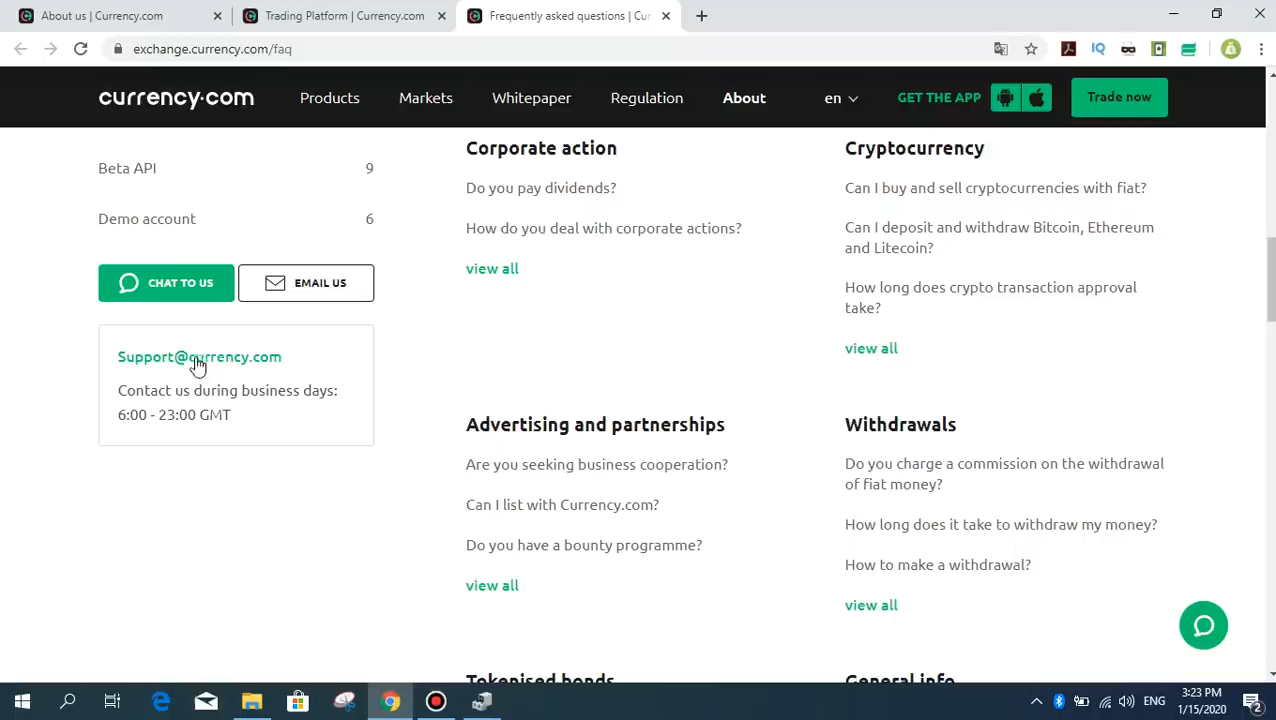 About us | Currency.com
Trading Platform | Currency.com
Frequently asked questions | Cur
exchange.currency.com/faq
currency.com
Products
Markets
Whitepaper
Regulation
About
en
GET THE APP
Trade now
Beta API 9
Demo account 6
CHAT TO US
EMAIL US
Support@currency.com
Contact us during business days:
6:00 - 23:00 GMT
Corporate action
Do you pay dividends?
How do you deal with corporate actions?
view all
Cryptocurrency
Can I buy and sell cryptocurrencies with fiat?
Can I deposit and withdraw Bitcoin, Ethereum
and Litecoin?
How long does crypto transaction approval
take?
view all
Advertising and partnerships
Are you seeking business cooperation?
Can I list with Currency.com?
Do you have a bounty programme?
view all
Withdrawals
Do you charge a commission on the withdrawal
of fiat money?
How long does it take to withdraw my money?
How to make a withdrawal?
view all
Tokenised bonds
General info
IQ
ENG
3:23 PM
1/15/2020
2